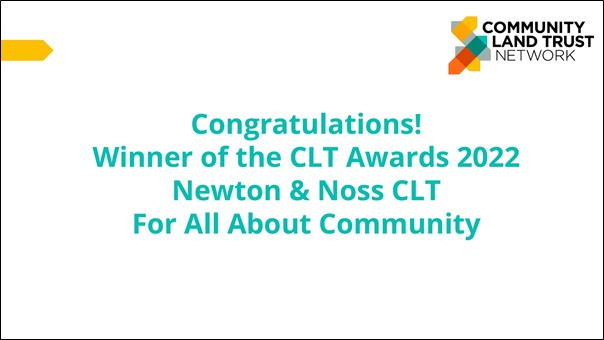 COMMUNITY
LAND TRUST
NETWORK
Congratulations!
Winner of the CLT Awards 2022
Newton & Noss CLT
For All About Community